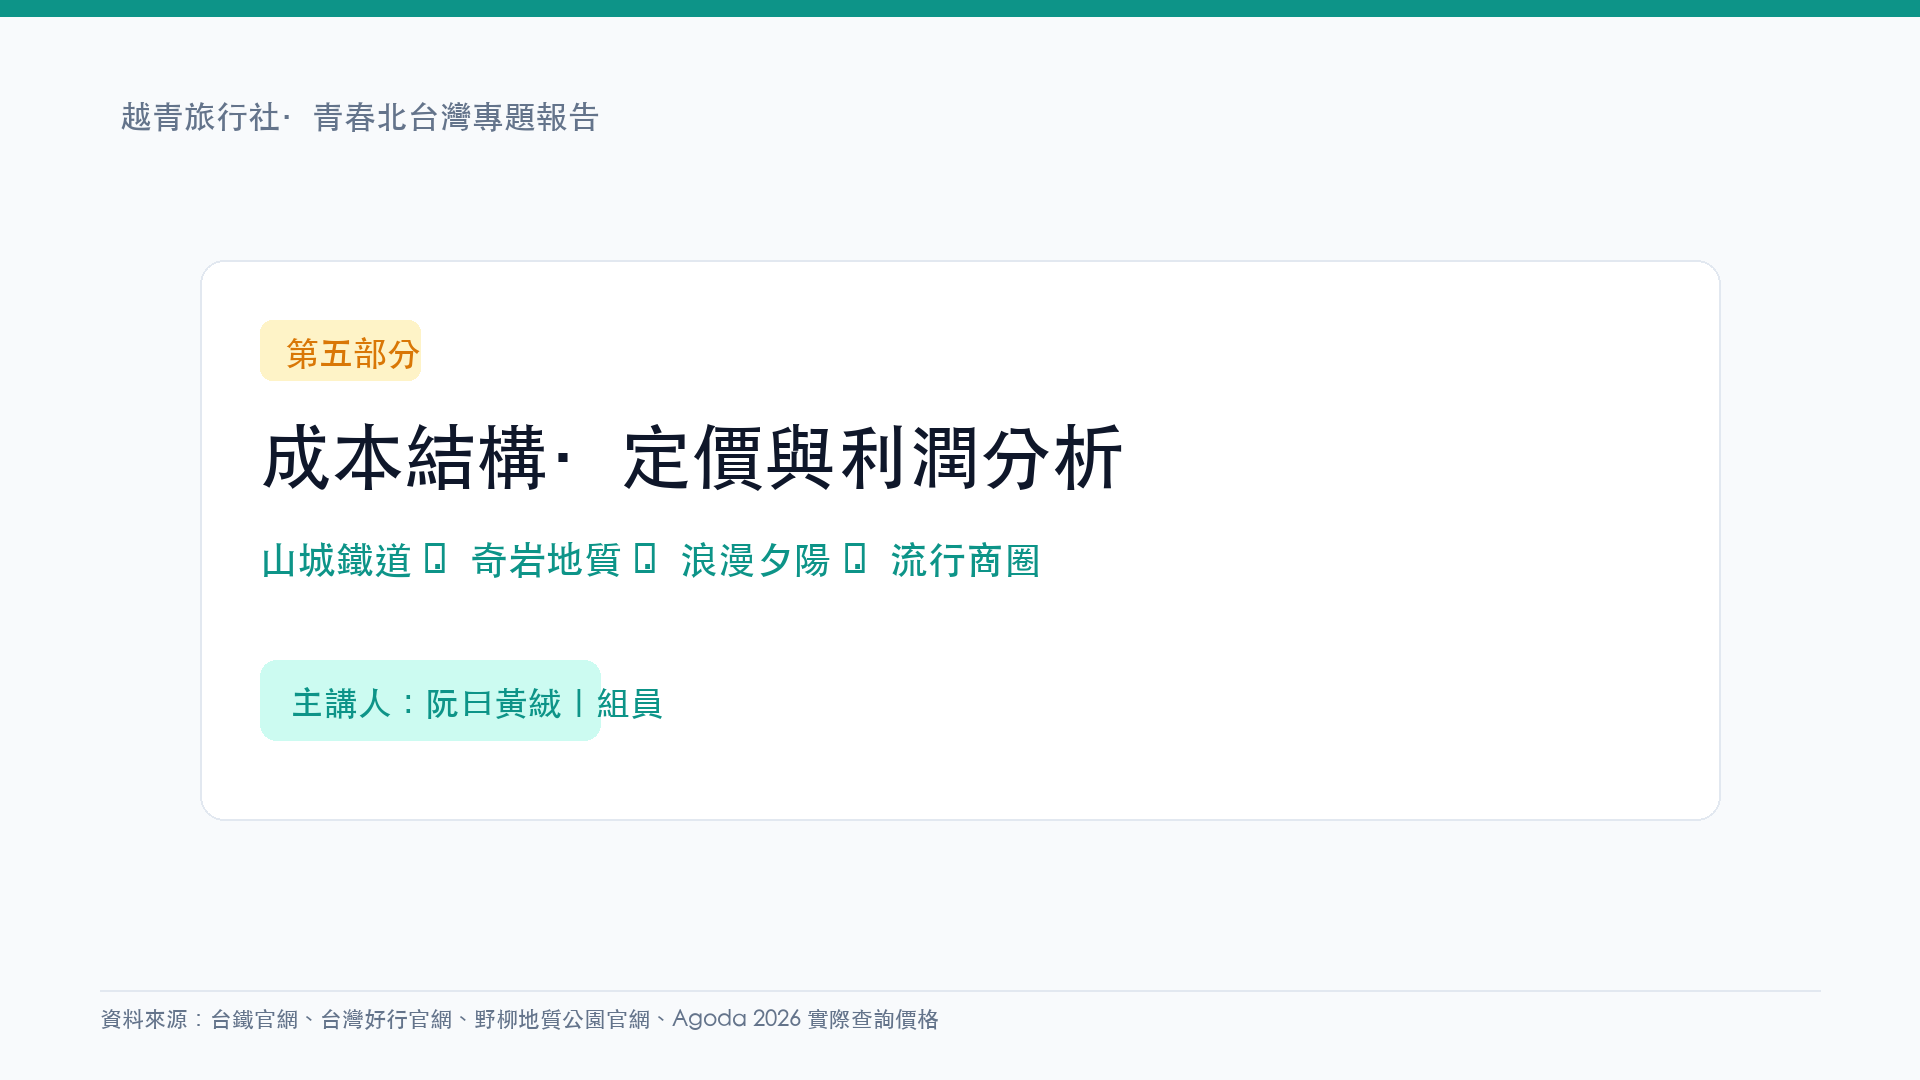 越青旅行社· 青春北台灣專題報告
第五部分
成本結構· 定價與利潤分析
山城鐵道 奇岩地質 浪漫夕陽 流行商圈
主講人：阮曰黃絨｜組員
資料來源：台鐵官網、台灣好行官網、野柳地質公園官網、Agoda 2026 實際查詢價格